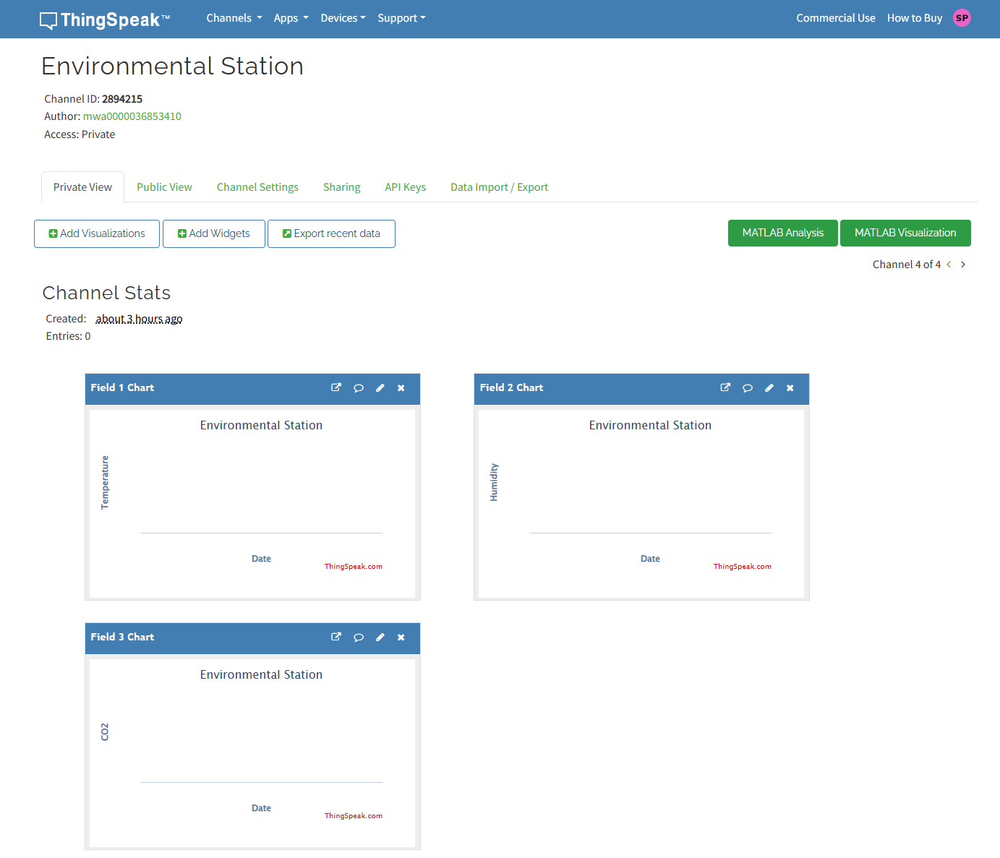 ThingSpeak™ Channels Apps Devices Support Commercial Use How to Buy SP
Environmental Station
Channel ID: 2894215
Author: mwa0000036853410
Access: Private
Private View Public View Channel Settings Sharing API Keys Data Import / Export
Add Visualizations Add Widgets Export recent data MATLAB Analysis MATLAB Visualization
Channel 4 of 4 < >
Channel Stats
Created: about 3 hours ago
Entries: 0
Field 1 Chart
Environmental Station
Temperature
Date
ThingSpeak.com
Field 2 Chart
Environmental Station
Humidity
Date
ThingSpeak.com
Field 3 Chart
Environmental Station
CO2
Date
ThingSpeak.com